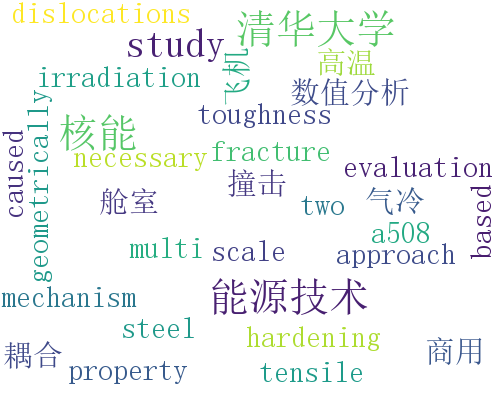 dislocations
study
清华大学
irradiation
飞机
高温
数值分析
toughness
核能
necessary
fracture
geometrically
caused
撞击
evaluation
舱室
two
气冷
based
multi
scale
a508
approach
mechanism
能源技术
steel
hardening
耦合
property
tensile
商用